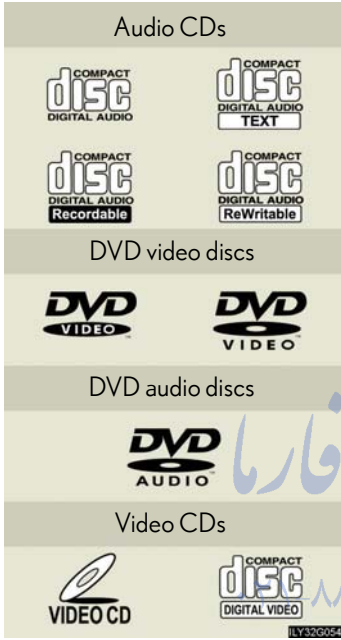 Audio CDs
COMPACT COMPACT
disc disc
DIGITAL AUDIO DIGITAL AUDIO
TEXT
COMPACT COMPACT
disc disc
DIGITAL AUDIO DIGITAL AUDIO
Recordable ReWritable
DVD video discs
DVD DVD
VIDEO VIDEO
DVD audio discs
DVD
AUDIO
فارما
Video CDs
COMPACT
disc
VIDEO CD DIGITAL VIDEO
ILY32G054